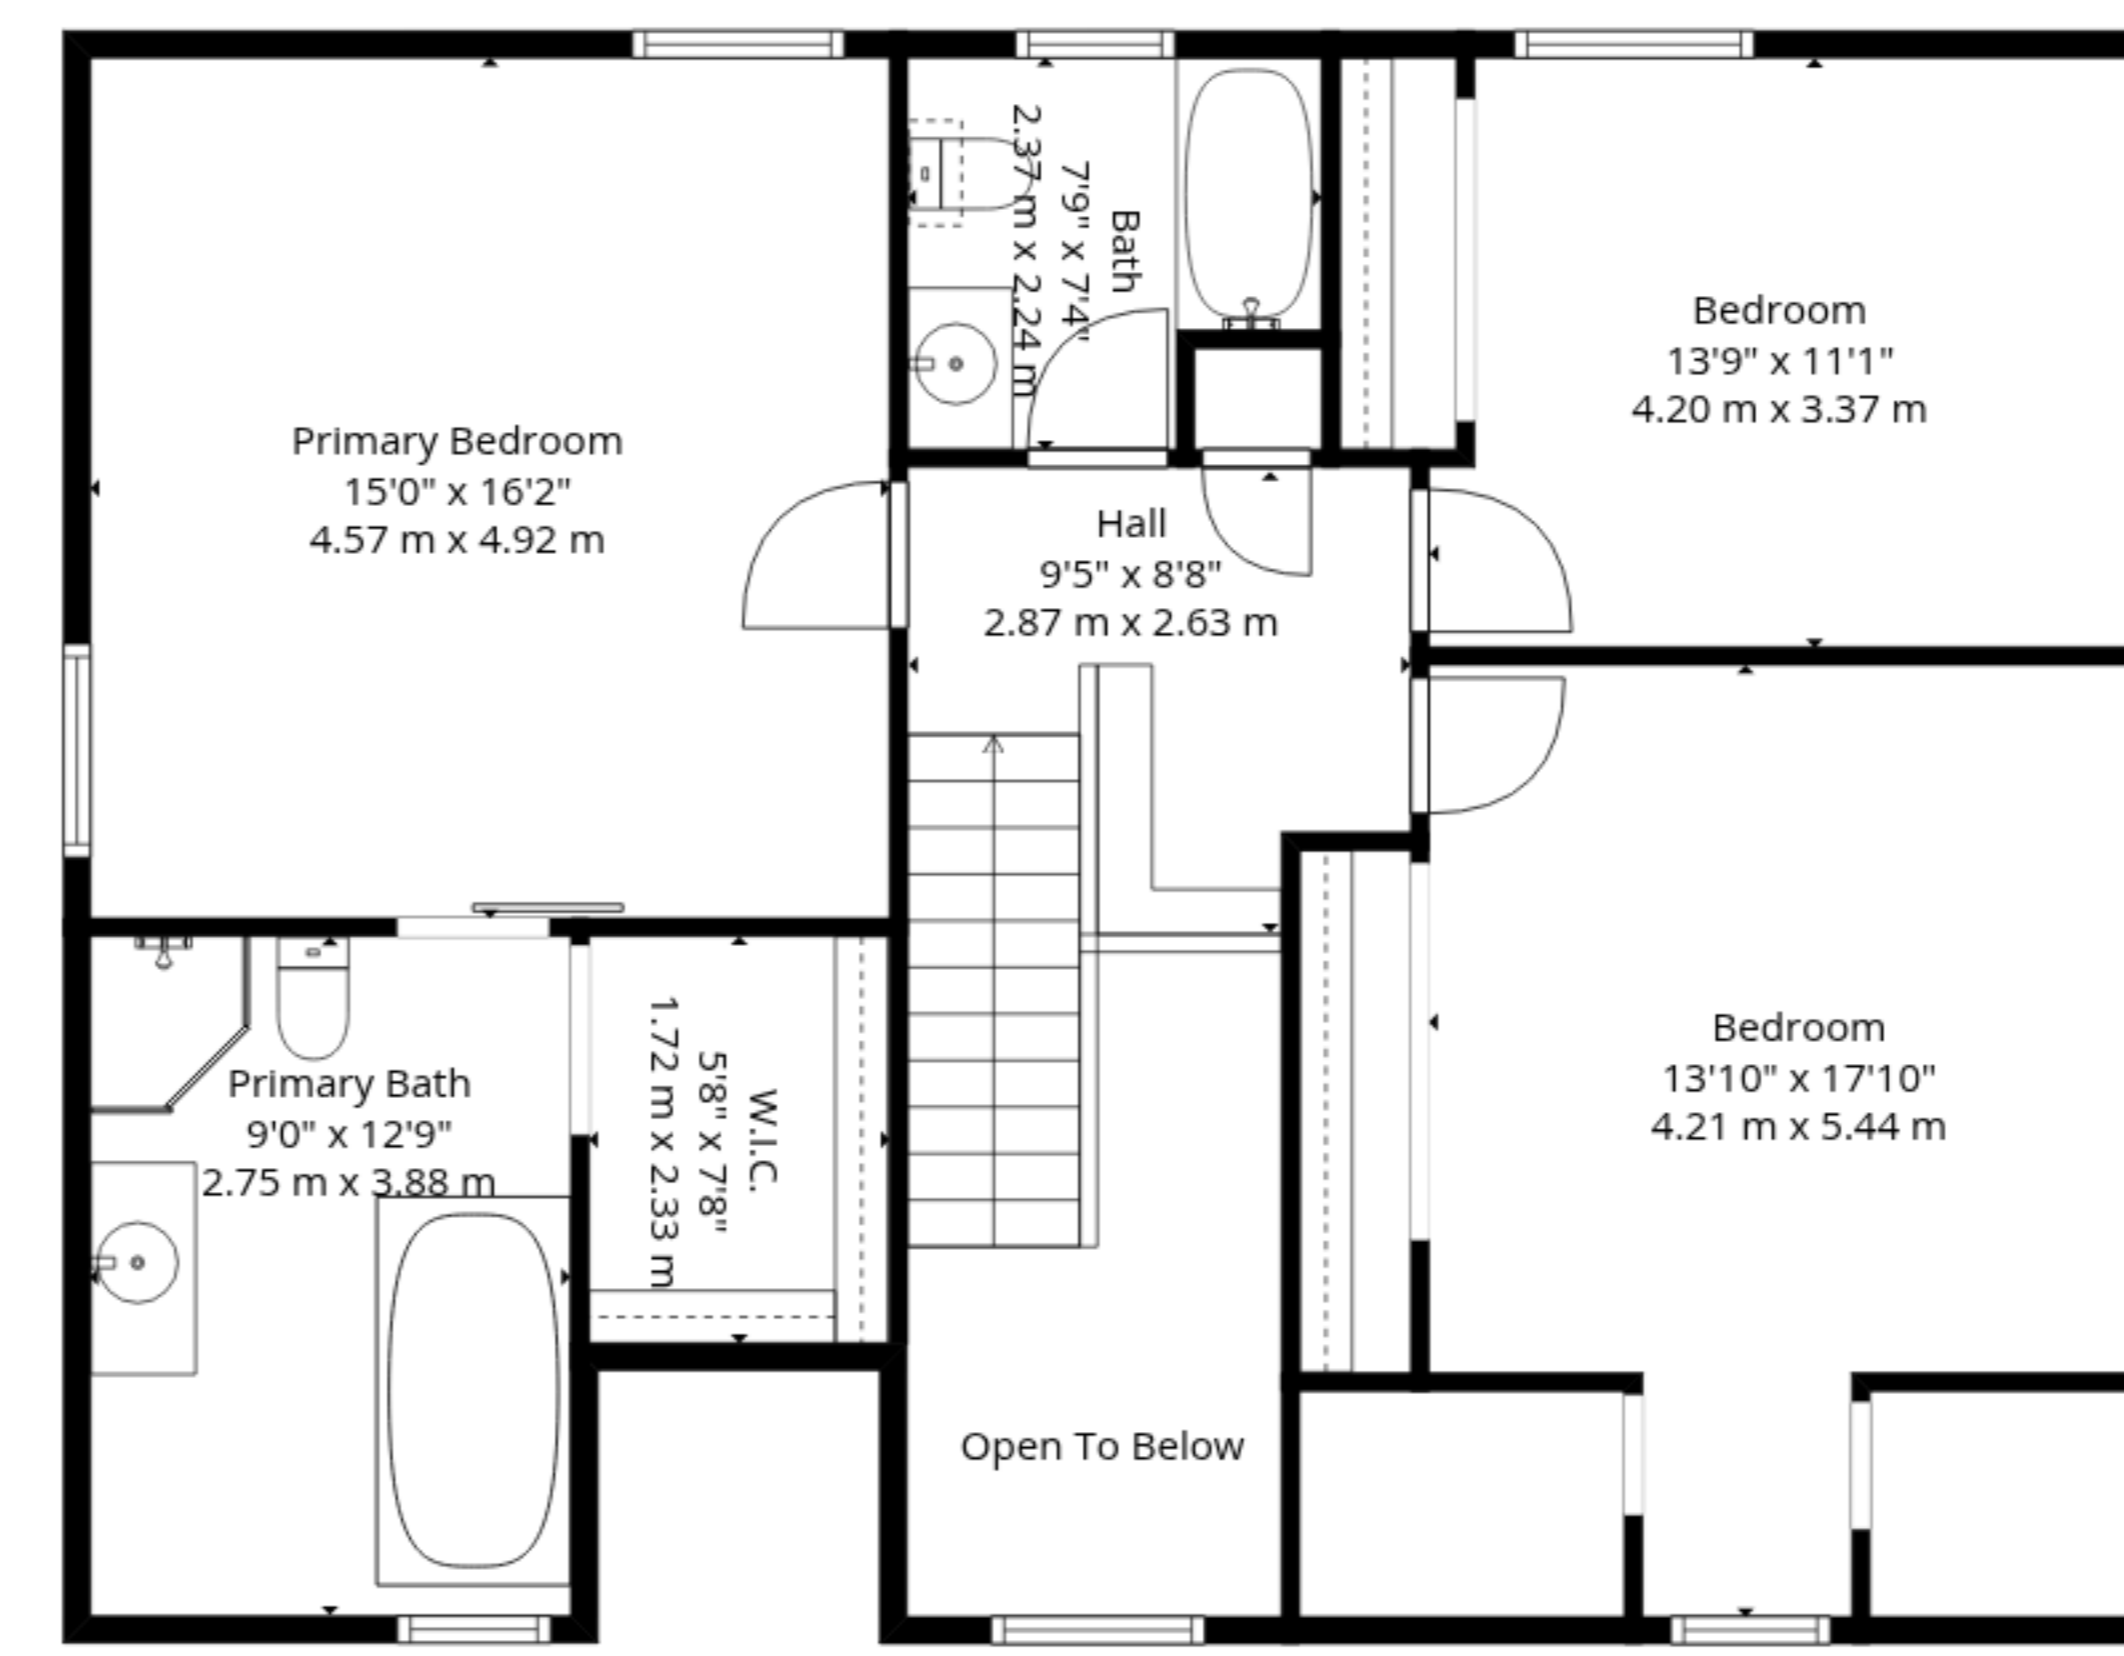 Primary Bedroom
15'0" x 16'2"
4.57 m x 4.92 m
Bath
7'9" x 7'4"
2.37 m x 2.24 m
Bedroom
13'9" x 11'1"
4.20 m x 3.37 m
Hall
9'5" x 8'8"
2.87 m x 2.63 m
Primary Bath
9'0" x 12'9"
2.75 m x 3.88 m
W.I.C.
5'8" x 7'8"
1.72 m x 2.33 m
Bedroom
13'10" x 17'10"
4.21 m x 5.44 m
Open To Below